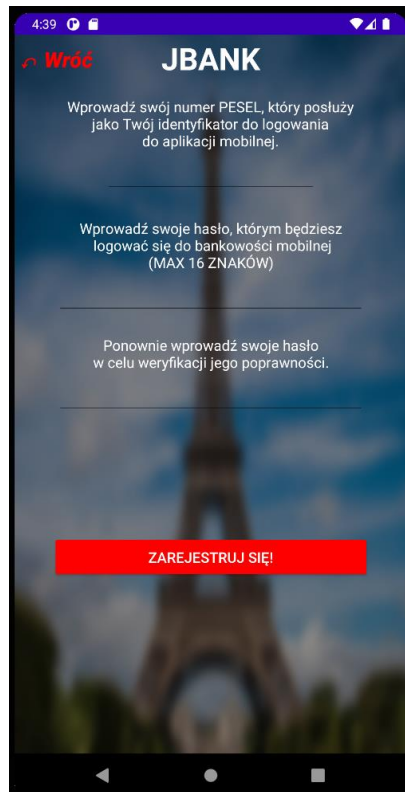 4:39
Wróć
JBANK
Wprowadź swój numer PESEL, który posłuży
jako Twój identyfikator do logowania
do aplikacji mobilnej.
Wprowadź swoje hasło, którym będziesz
logować się do bankowości mobilnej
(MAX 16 ZNAKÓW)
Ponownie wprowadź swoje hasło
w celu weryfikacji jego poprawności.
ZAREJESTRUJ SIĘ!